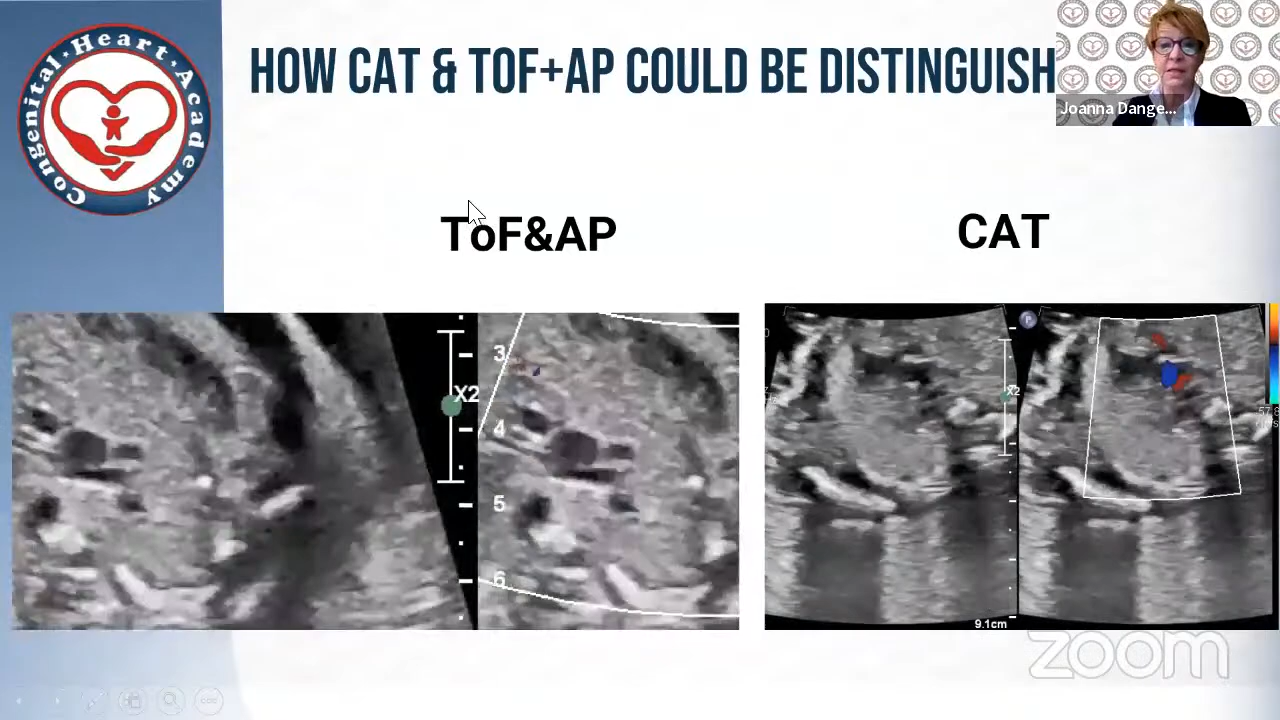 Congenital Heart Academy
HOW CAT & TOF+AP COULD BE DISTINGUISH
Joanna Dange...
ToF&AP
CAT
X2
3
4
5
6
X2
9.1cm
zoom